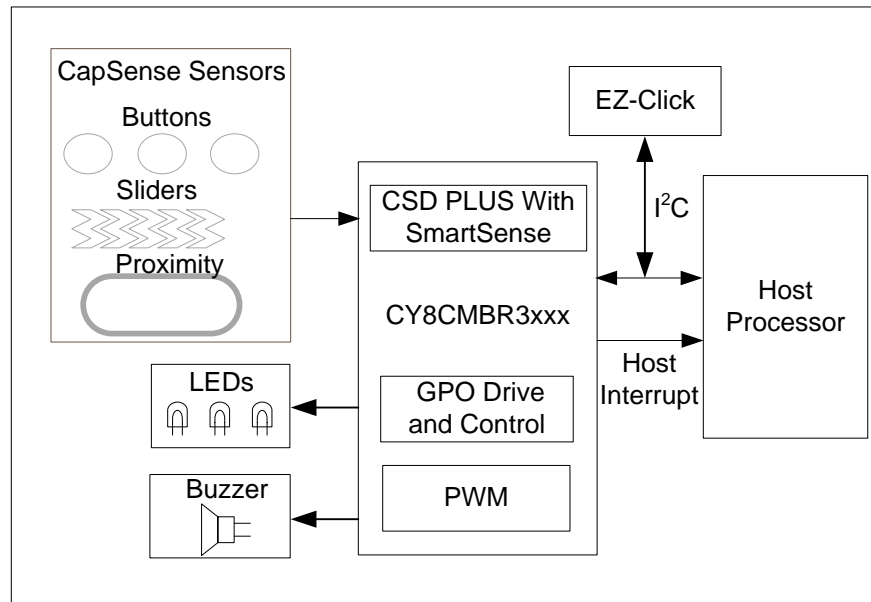 CapSense Sensors
Buttons
Sliders
Proximity
LEDs
Buzzer
CSD PLUS With
SmartSense
CY8CMBR3xxx
GPO Drive
and Control
PWM
EZ-Click
I²C
Host
Interrupt
Host
Processor